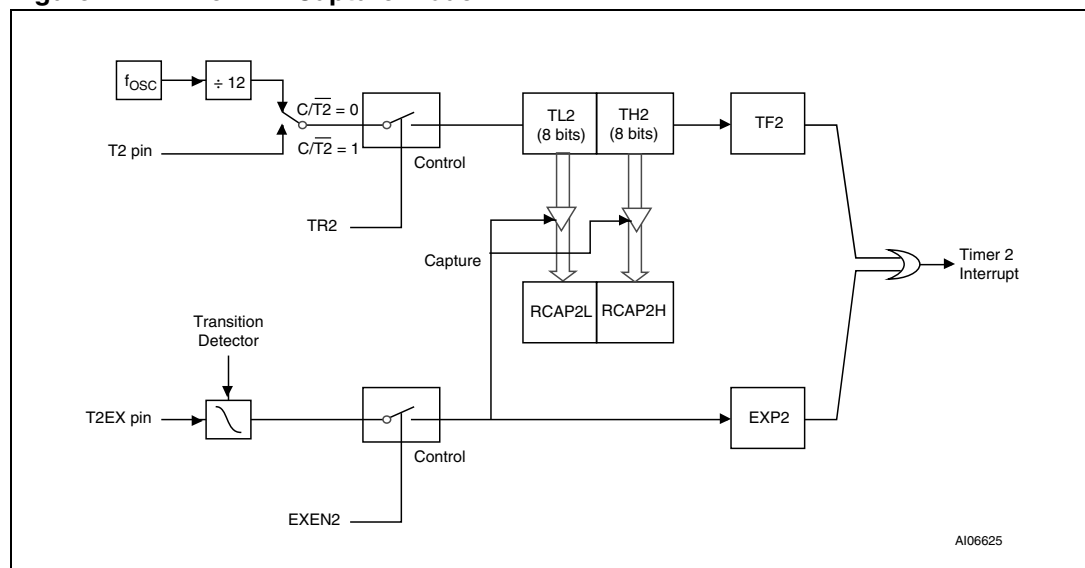 fOSC
÷ 12
C/T2 = 0
C/T2 = 1
T2 pin
Control
TR2
TL2
(8 bits)
TH2
(8 bits)
TF2
Capture
RCAP2L
RCAP2H
Timer 2
Interrupt
Transition
Detector
T2EX pin
Control
EXP2
EXEN2
AI06625